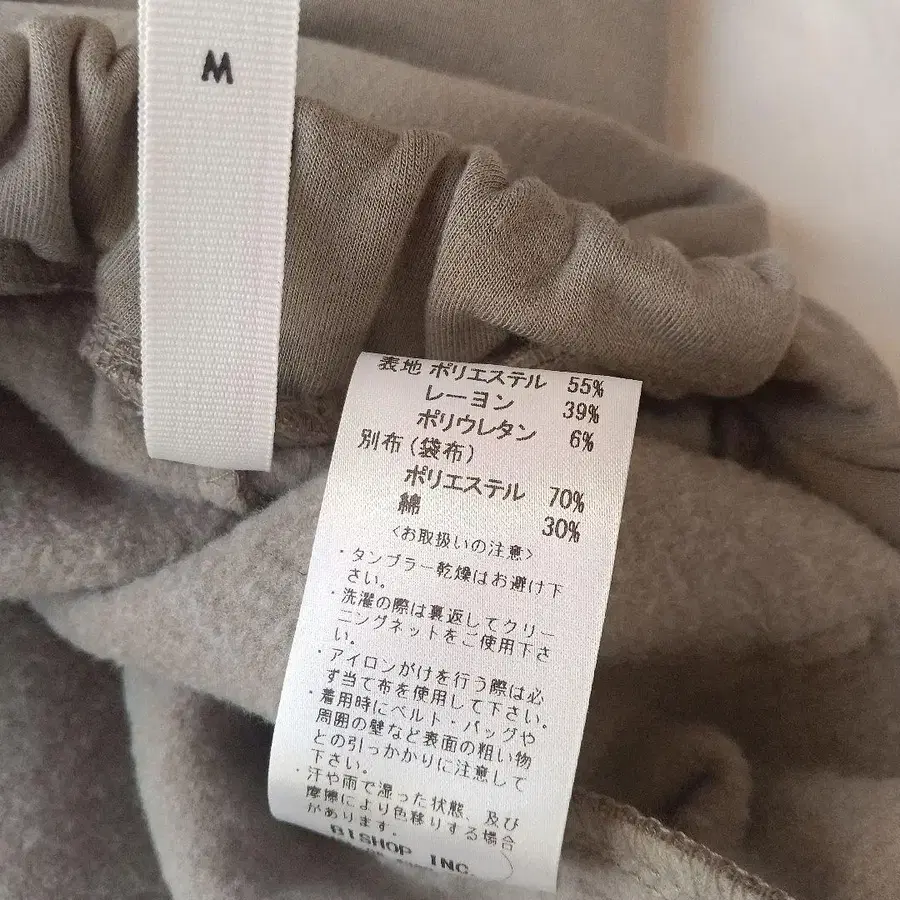 M
表地 ポリエステル 55%
レーヨン 39%
ポリウレタン 6%
別布(袋布)
ポリエステル 70%
綿 30%
<お取扱いの注意>
・タンブラー乾燥はお避け下
さい。
・洗濯の際は裏返してクリー
ニングネットをご使用下さ
い。
・アイロンがけを行う際は必
ず当て布を使用して下さい。
・着用時にベルト・バッグや
周囲の壁など表面の粗い物
との引っかかりに注意して
下さい。
・汗や雨で湿った状態、及び
摩擦により色移りする場合
があります。
BISHOP INC.